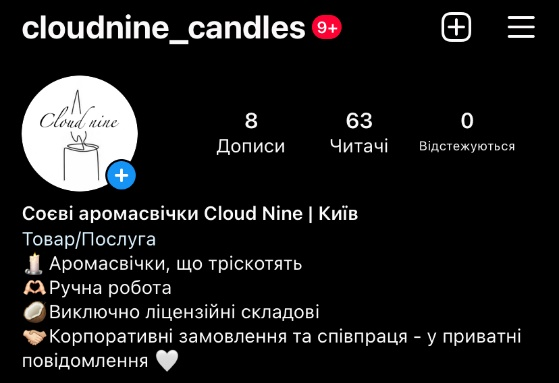 cloudnine_candles 9+
Cloud nine
8 63 0
Дописи Читачі Відстежуються
Соєві аромасвічки Cloud Nine | Київ
Товар/Послуга
🕯️Аромасвічки, що тріскотять
🫶🏻Ручна робота
🥥Виключно ліцензійні складові
🤝🏻Корпоративні замовлення та співпраця - у приватні
повідомлення 🤍